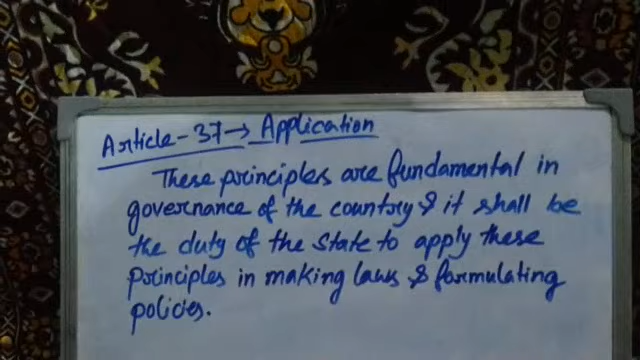 Article-37→ Application
These principles are fundamental in
governance of the country & it shall be
the duty of the State to apply these
principles in making laws & formulating
policies.